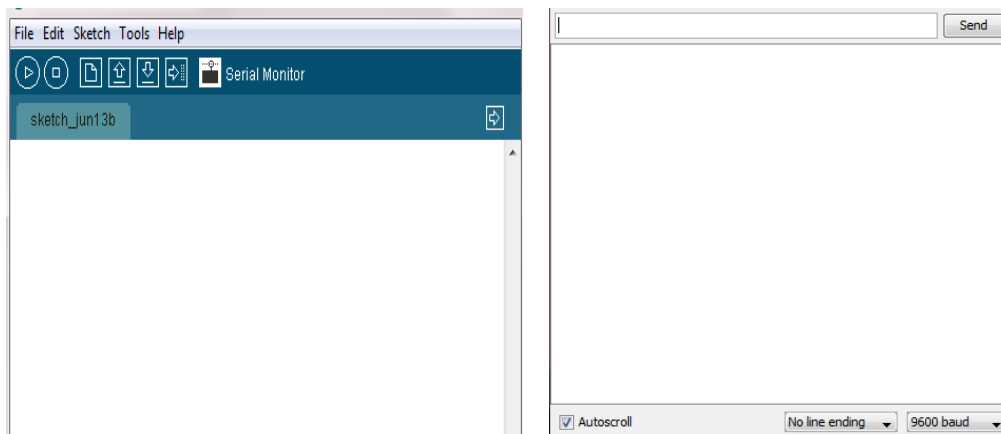 File Edit Sketch Tools Help
Serial Monitor
sketch_jun13b
Send
Autoscroll
No line ending
9600 baud